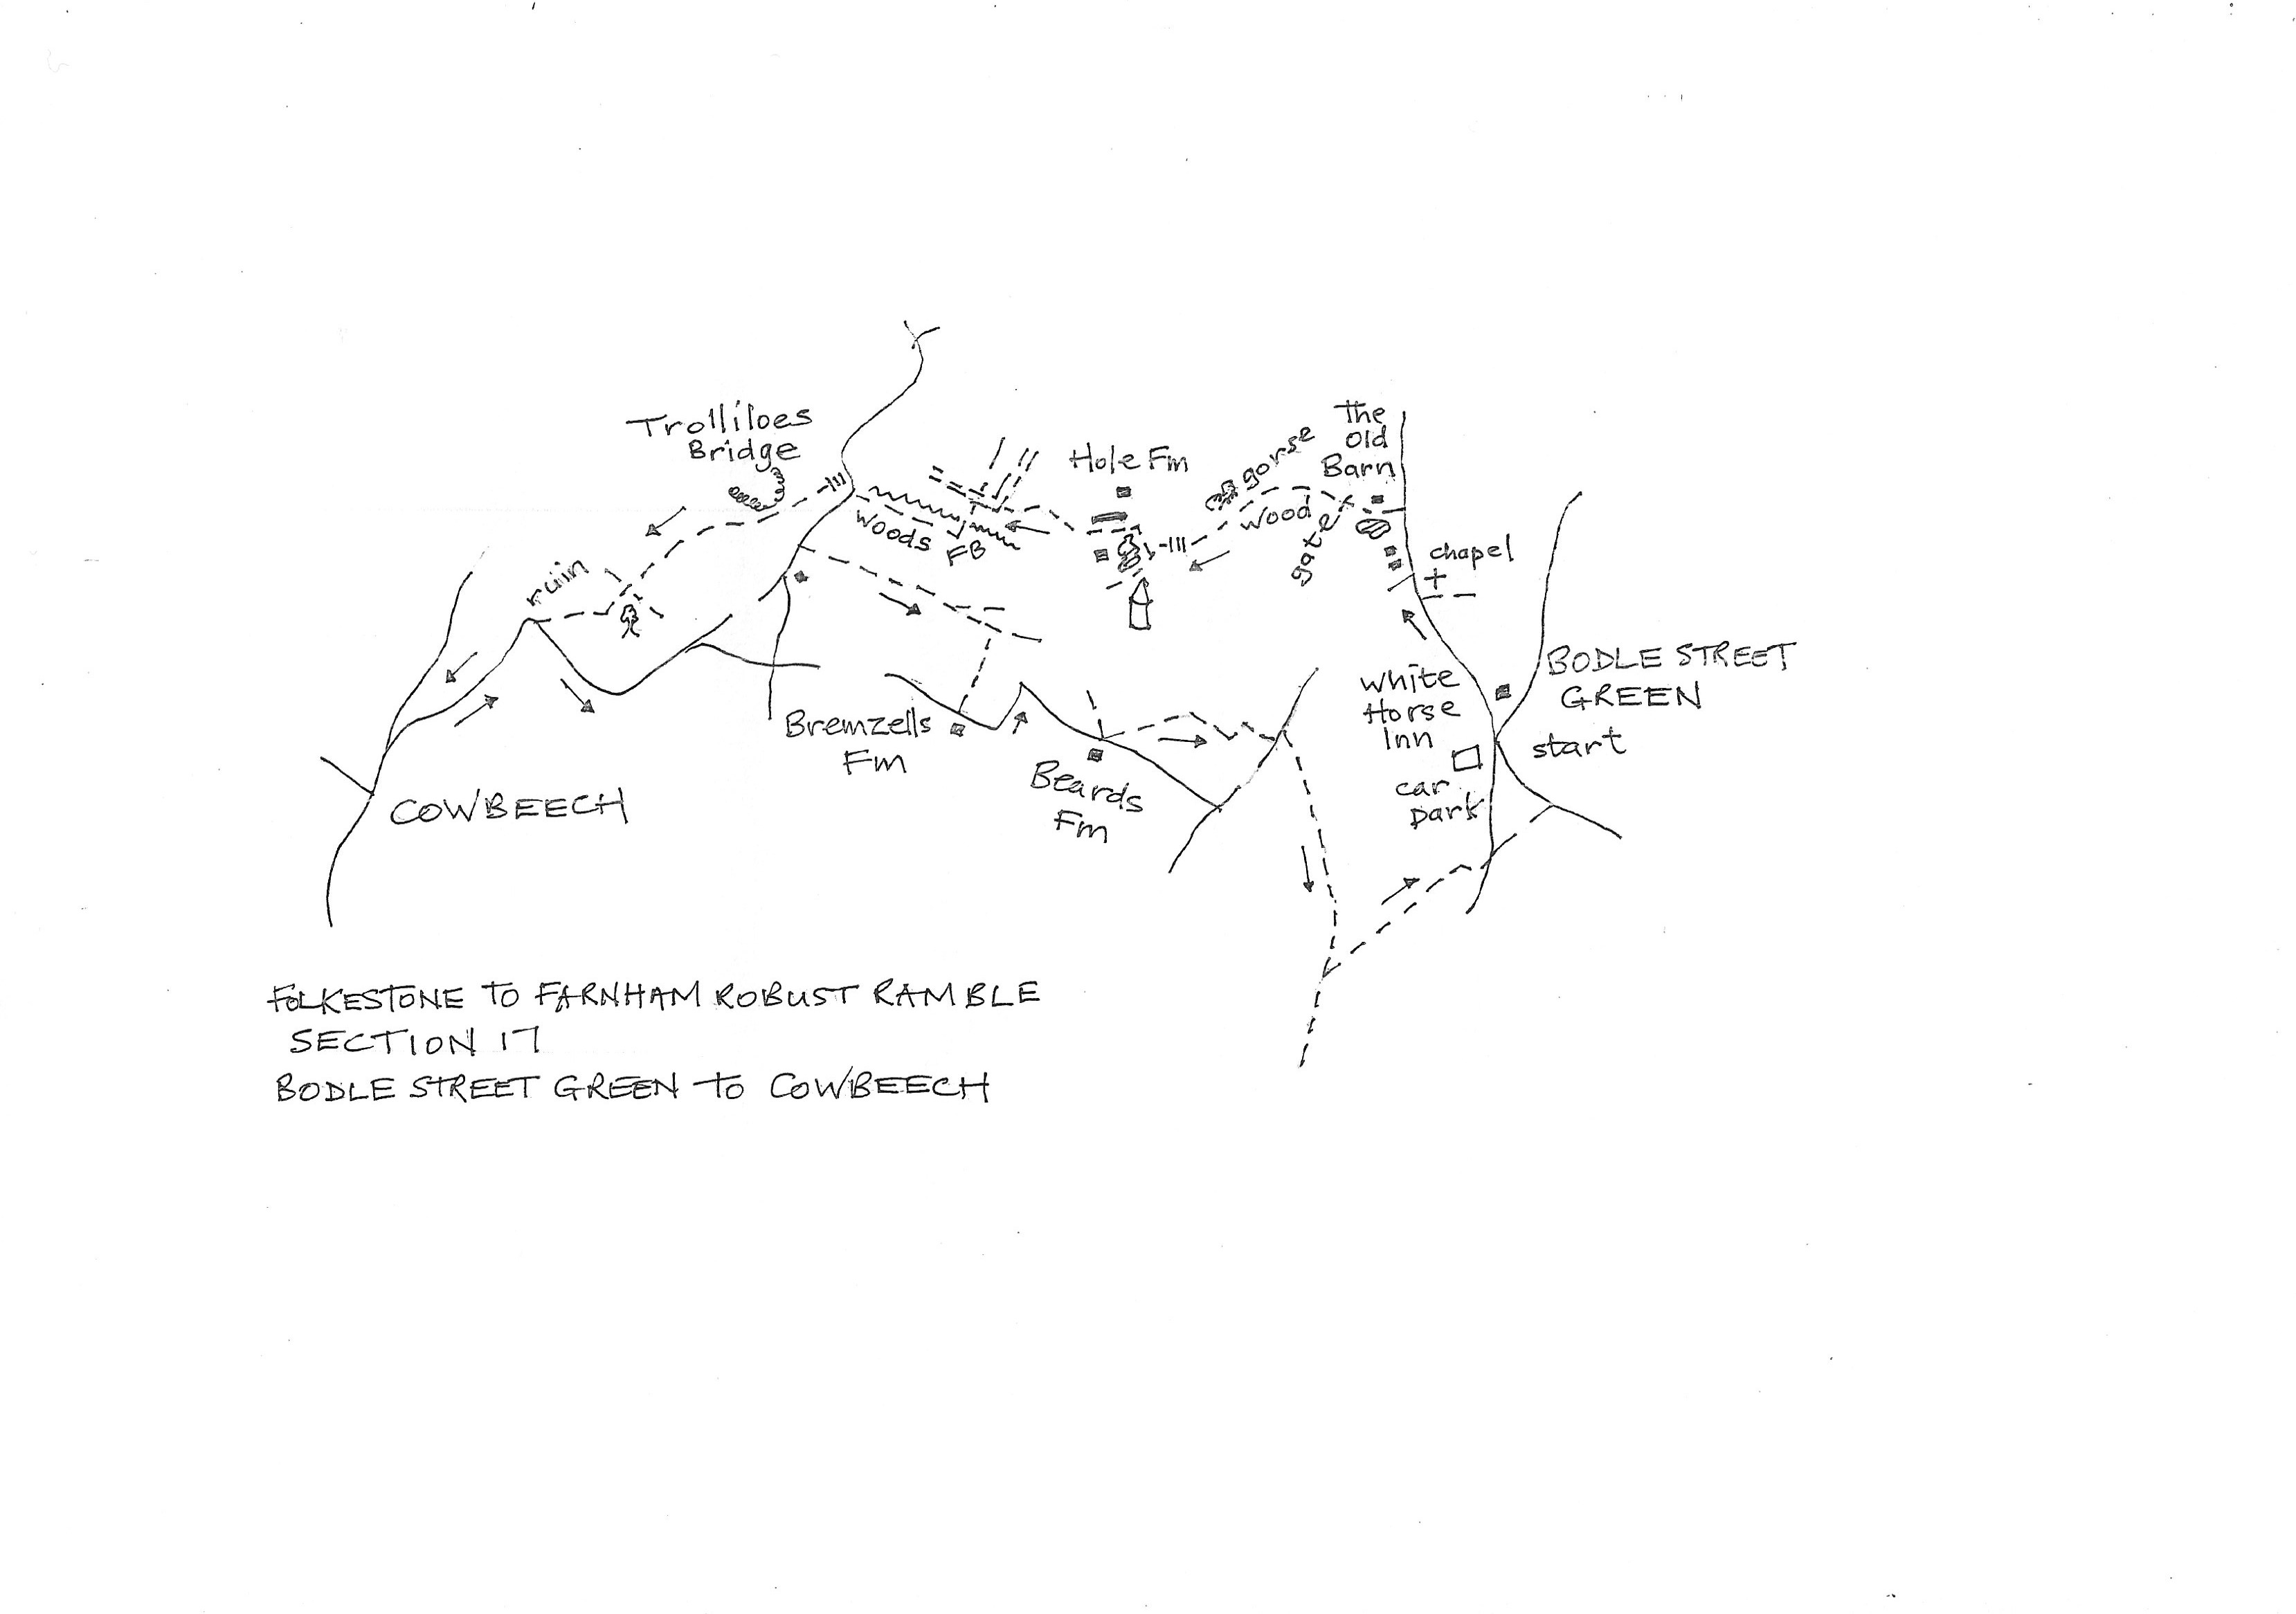 Trolliloes
Bridge
Hole Fm
gorse
The
old
Barn
wood
gate
woods
FB
chapel
ruin
White
Horse
Inn
BODLE STREET
GREEN
start
car
park
Bremzells
Fm
Beards
Fm
COWBEECH
FOLKESTONE TO FARNHAM ROBUST RAMBLE
SECTION 17
BODLE STREET GREEN TO COWBEECH